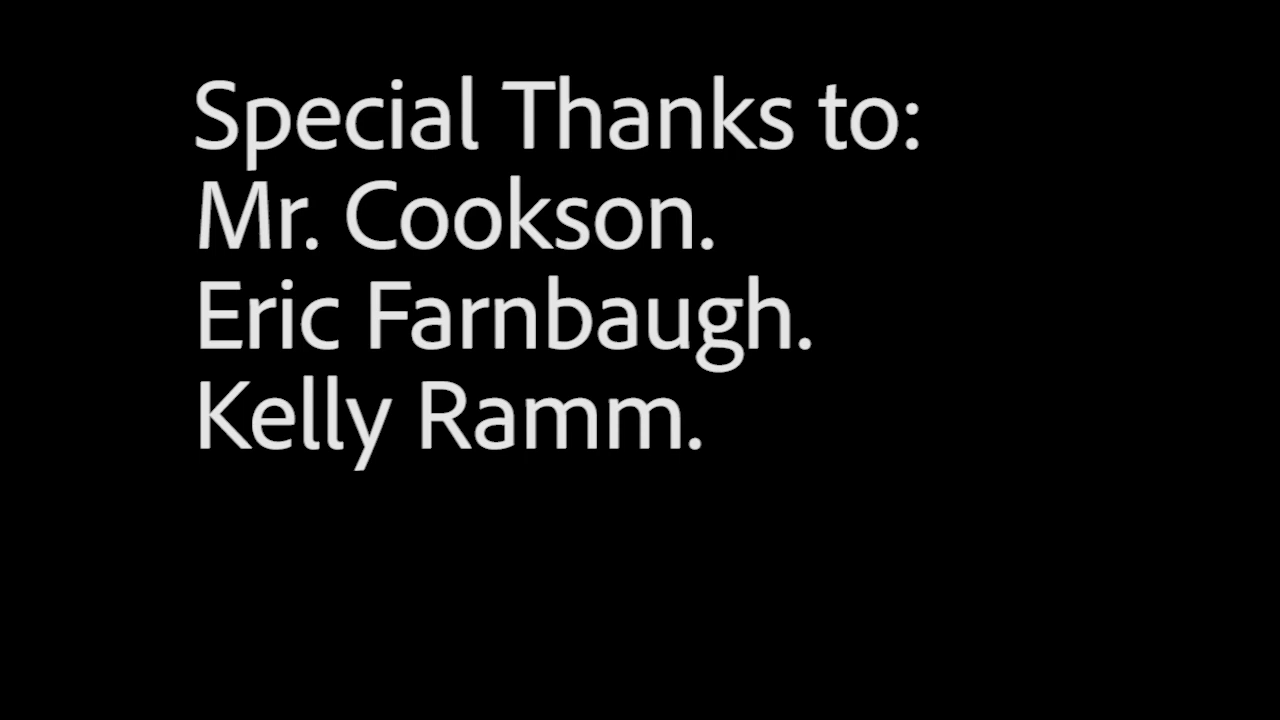 Special Thanks to:
Mr. Cookson.
Eric Farnbaugh.
Kelly Ramm.